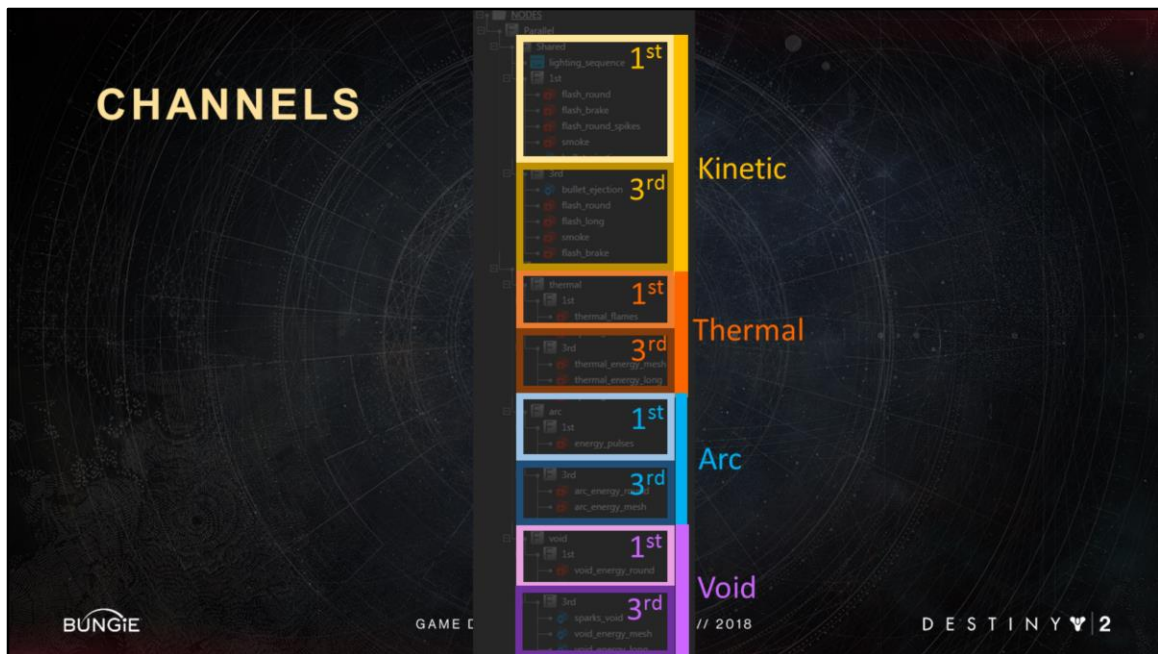 NODES
Parallel
Shared
1st
lighting_sequence
1st
flash_round
CHANNELS
flash_brake
flash_round_spikes
smoke
Kinetic
3rd
3rd
bullet_ejection
flash_round
flash_long
smoke
flash_brake
thermal
1st
1st
thermal_flames
Thermal
3rd
3rd
thermal_energy_mesh
thermal_energy_long
arc
1st
1st
energy_pulses
Arc
3rd
3rd
arc_energy_round
arc_energy_mesh
void
1st
1st
void_energy_round
Void
3rd
3rd
sparks_void
void_energy_mesh
void_energy_long
BUNGiE
GAME D
// 2018
DESTINY 2